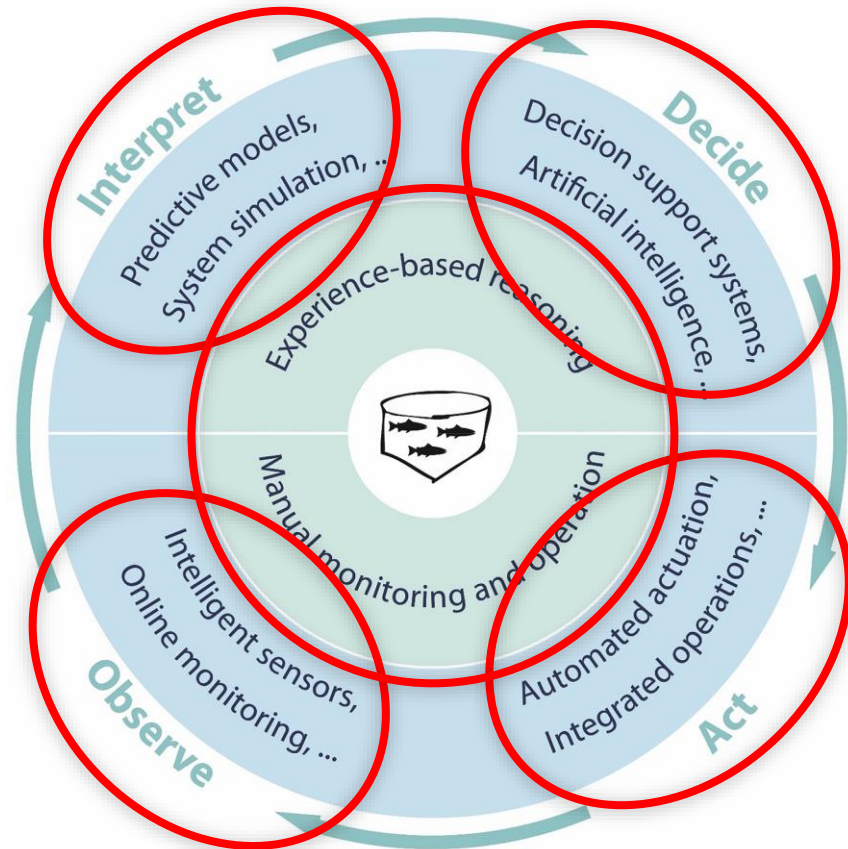 Interpret
Predictive models,
System simulation, ..
Decide
Decision support systems,
Artificial intelligence, ...
Experience-based reasoning
Manual monitoring and operation
Observe
Intelligent sensors,
Online monitoring, ...
Act
Automated actuation,
Integrated operations, ...